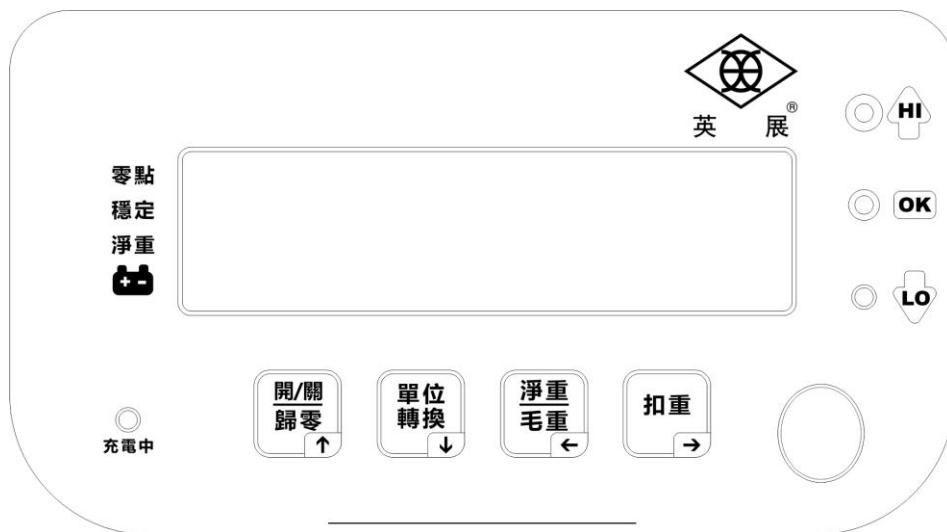 ®
英 展
HI
零點
穩定
OK
淨重
+ -
LO
開/關
歸零
↑
單位
轉換
↓
淨重
毛重
←
扣重
→
充電中